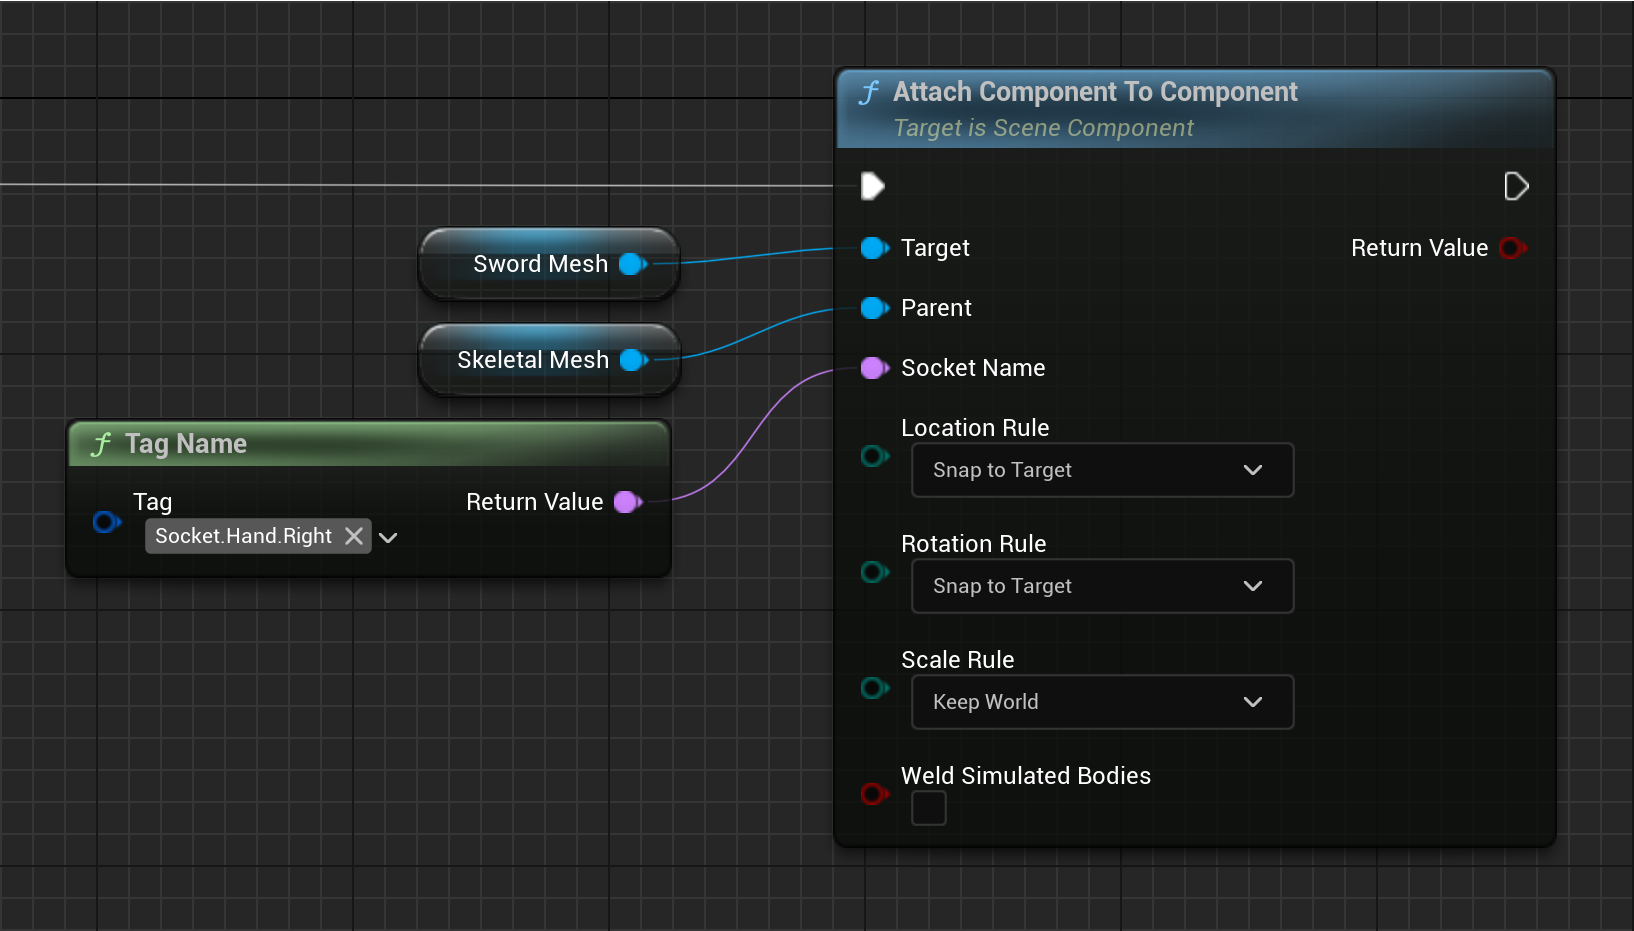 Attach Component To Component
Target is Scene Component
Sword Mesh
Target
Return Value
Skeletal Mesh
Parent
Socket Name
Tag Name
Tag
Return Value
Socket.Hand.Right
Location Rule
Snap to Target
Rotation Rule
Snap to Target
Scale Rule
Keep World
Weld Simulated Bodies